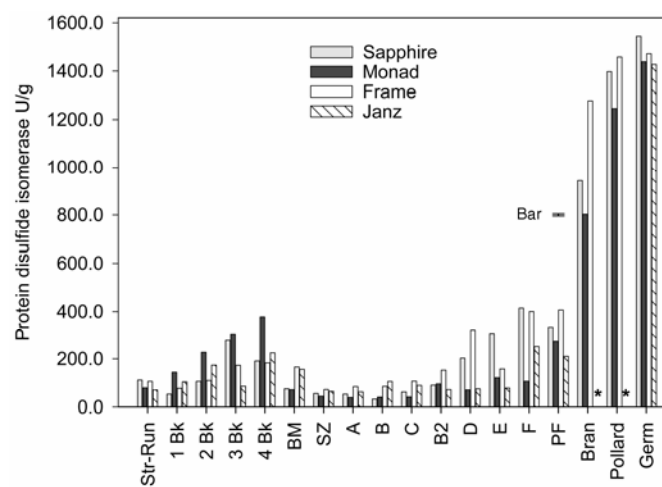 Protein disulfide isomerase U/g
1600.0
1400.0
1200.0
1000.0
800.0
600.0
400.0
200.0
0.0
Sapphire
Monad
Frame
Janz
Bar
*
*
Str-Run
1 Bk
2 Bk
3 Bk
4 Bk
BM
SZ
A
B
C
B2
D
E
F
PF
Bran
Pollard
Germ